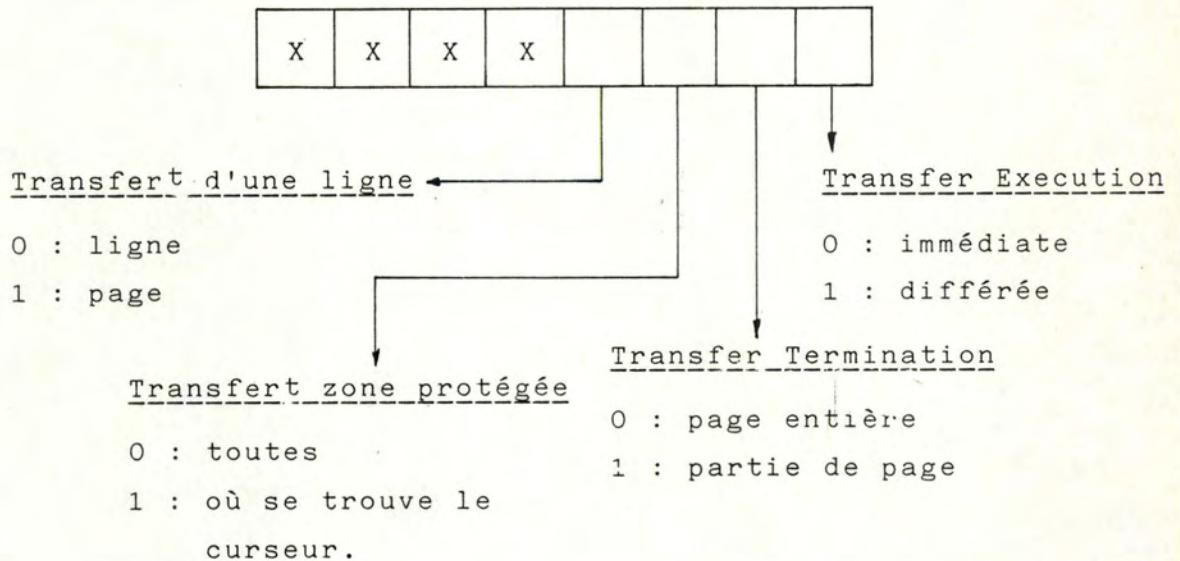 X X X X
Transfert d'une ligne
0 : ligne
1 : page
Transfer Execution
0 : immédiate
1 : différée
Transfert zone protégée
0 : toutes
1 : où se trouve le
curseur.
Transfer Termination
0 : page entière
1 : partie de page